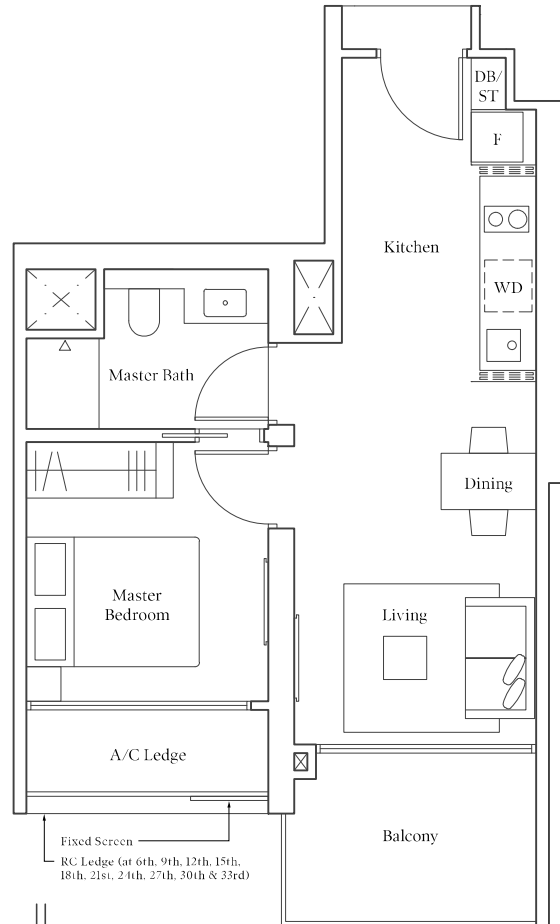 DB/
ST
F
Kitchen
WD
Master Bath
Dining
Master
Bedroom
Living
A/C Ledge
Balcony
Fixed Screen
RC Ledge (at 6th, 9th, 12th, 15th,
18th, 21st, 24th, 27th, 30th & 33rd)